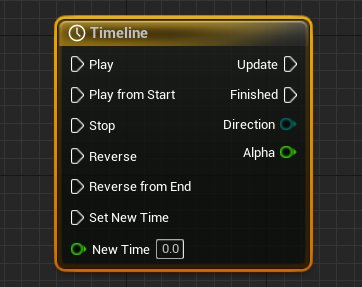 Timeline
Play
Update
Play from Start
Finished
Stop
Direction
Reverse
Alpha
Reverse from End
Set New Time
New Time 0.0